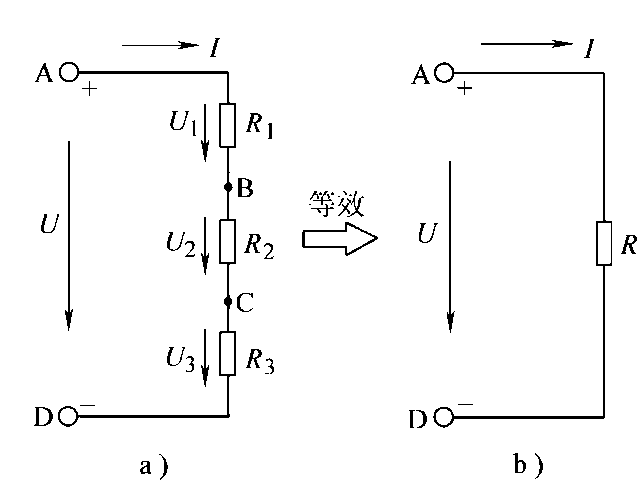 I
A
+
U₁
R₁
B
U
U₂
R₂
C
U₃
R₃
D
−
a)
等效
I
A
+
U
R
D
−
b)